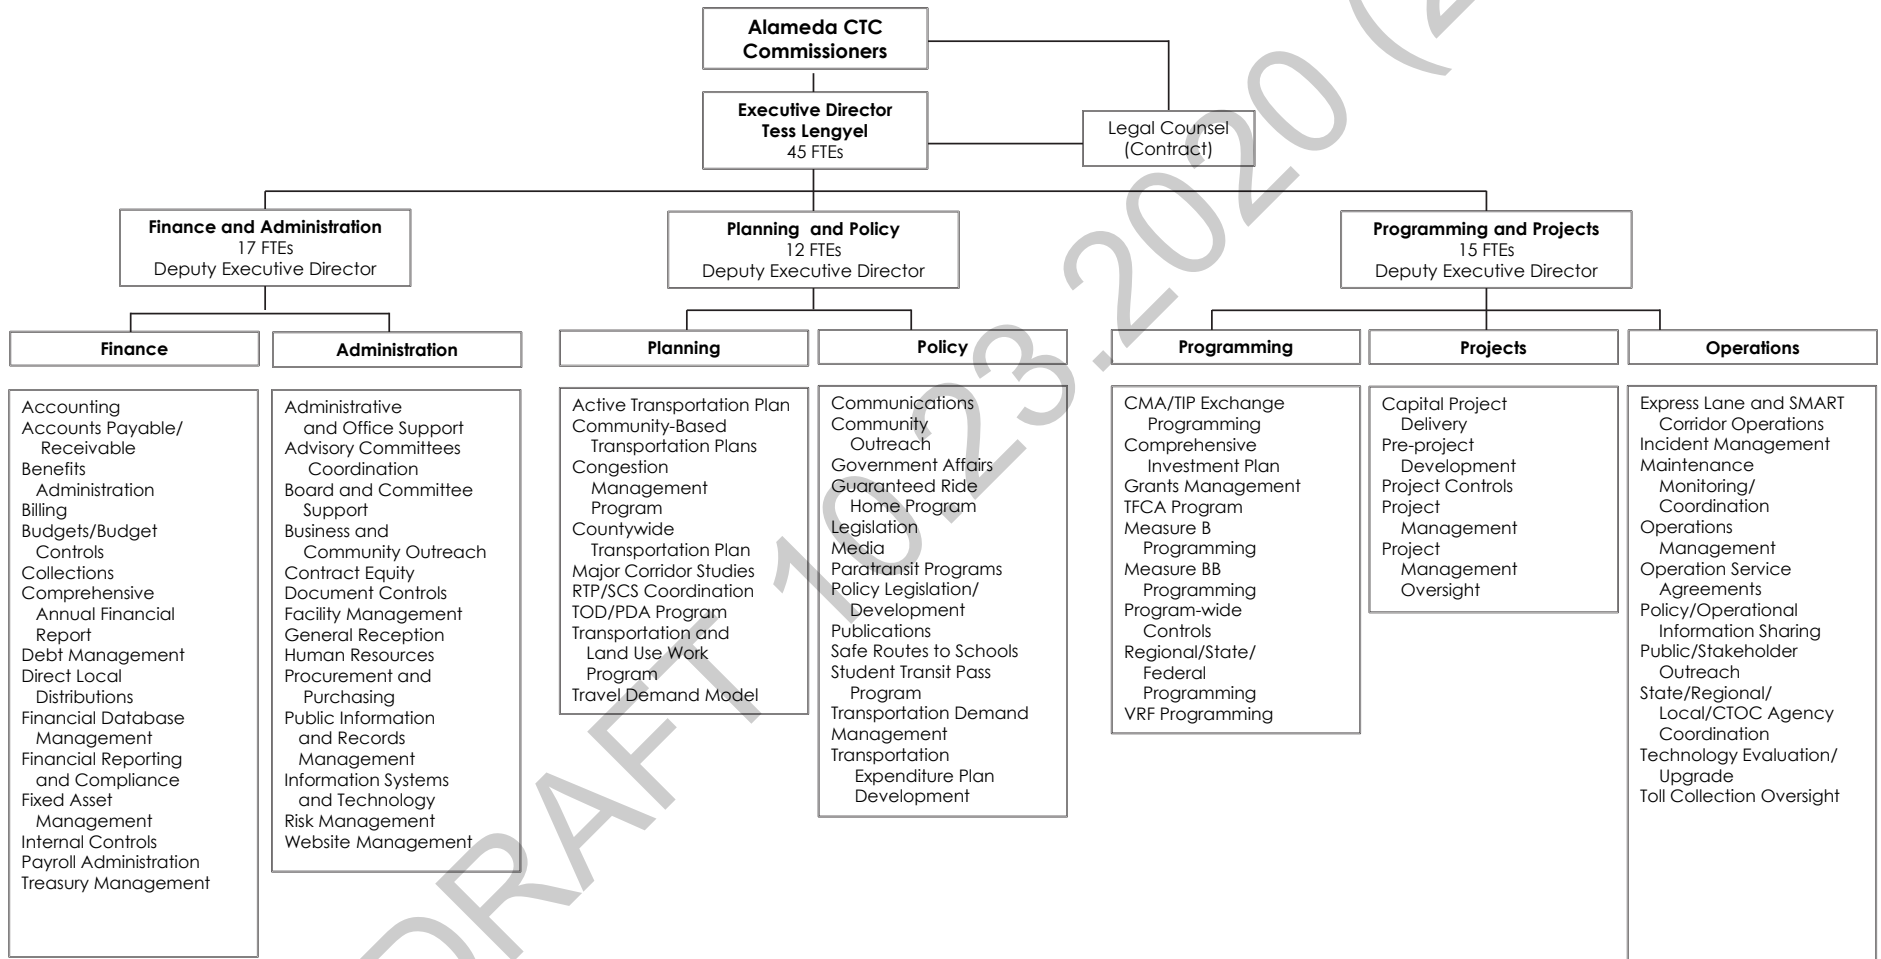 Alameda CTC
Commissioners
Executive Director
Tess Lengyel
45 FTEs
Legal Counsel
(Contract)
Finance and Administration
17 FTEs
Deputy Executive Director
Planning and Policy
12 FTEs
Deputy Executive Director
Programming and Projects
15 FTEs
Deputy Executive Director
Finance
Accounting
Accounts Payable/
Receivable
Benefits
Administration
Billing
Budgets/Budget
Controls
Collections
Comprehensive
Annual Financial
Report
Debt Management
Direct Local
Distributions
Financial Database
Management
Financial Reporting
and Compliance
Fixed Asset
Management
Internal Controls
Payroll Administration
Treasury Management
Administration
Administrative
and Office Support
Advisory Committees
Coordination
Board and Committee
Support
Business and
Community Outreach
Contract Equity
Document Controls
Facility Management
General Reception
Human Resources
Procurement and
Purchasing
Public Information
and Records
Management
Information Systems
and Technology
Risk Management
Website Management
Planning
Active Transportation Plan
Community-Based
Transportation Plans
Congestion
Management
Program
Countywide
Transportation Plan
Major Corridor Studies
RTP/SCS Coordination
TOD/PDA Program
Transportation and
Land Use Work
Program
Travel Demand Model
Policy
Communications
Community
Outreach
Government Affairs
Guaranteed Ride
Home Program
Legislation
Media
Paratransit Programs
Policy Legislation/
Development
Publications
Safe Routes to Schools
Student Transit Pass
Program
Transportation Demand
Management
Transportation
Expenditure Plan
Development
Programming
CMA/TIP Exchange
Programming
Comprehensive
Investment Plan
Grants Management
TFCA Program
Measure B
Programming
Measure BB
Programming
Program-wide
Controls
Regional/State/
Federal
Programming
VRF Programming
Projects
Capital Project
Delivery
Pre-project
Development
Project Controls
Project
Management
Project
Management
Oversight
Operations
Express Lane and SMART
Corridor Operations
Incident Management
Maintenance
Monitoring/
Coordination
Operations
Management
Operation Service
Agreements
Policy/Operational
Information Sharing
Public/Stakeholder
Outreach
State/Regional/
Local/CTOC Agency
Coordination
Technology Evaluation/
Upgrade
Toll Collection Oversight
DRAFT 10.23.2020 (